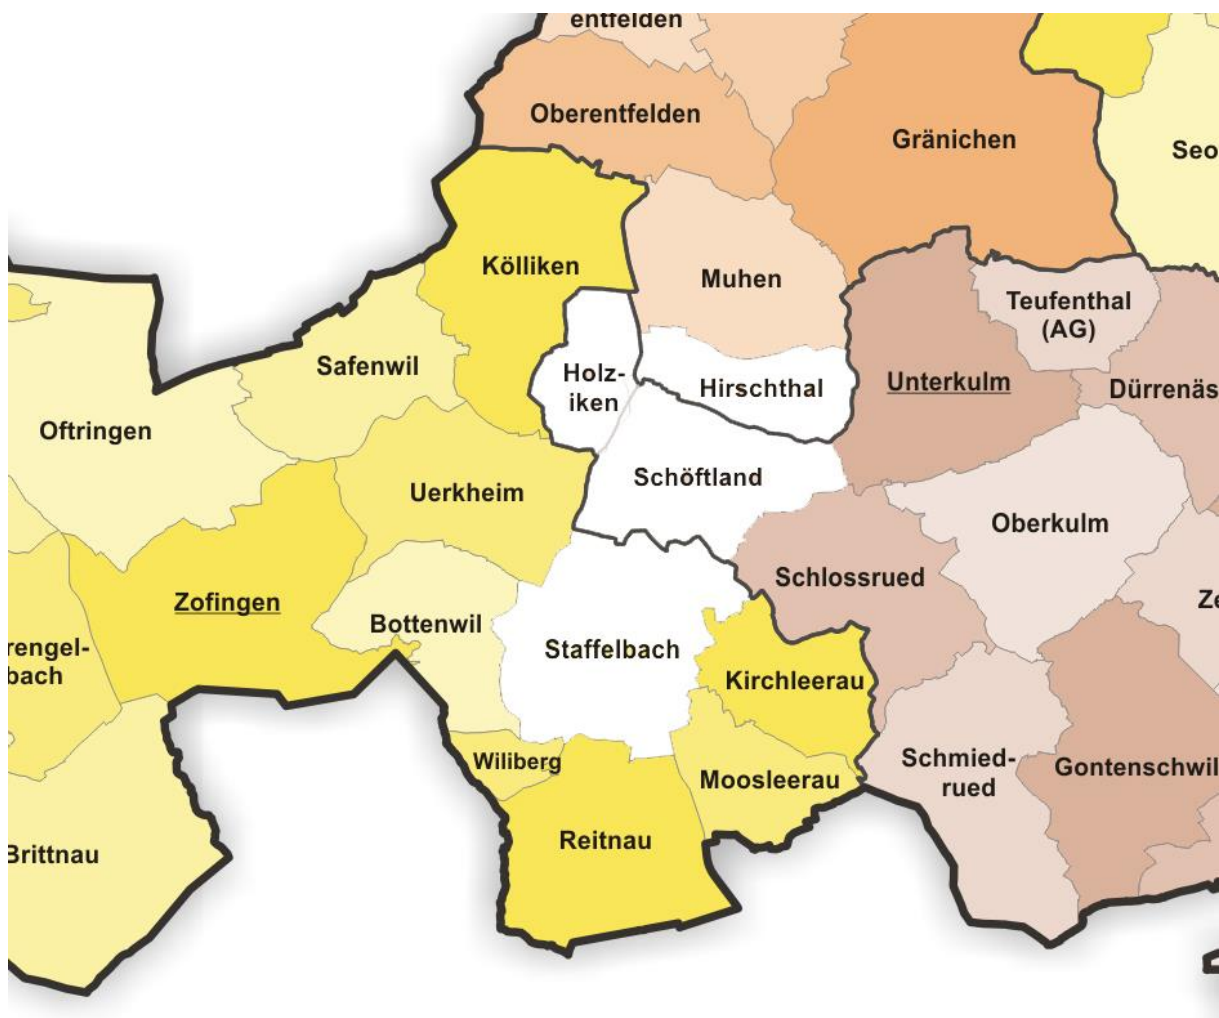 entfelden
Oberentfelden
Gränichen
Seo
Kölliken
Muhen
Teufenthal
(AG)
Safenwil
Holz-
iken
Hirschthal
Unterkulm
Dürrenäs
Oftringen
Uerkheim
Schöftland
Oberkulm
Zofingen
Bottenwil
Schlossrued
Ze
rengel-
bach
Staffelbach
Kirchleerau
Wiliberg
Moosleerau
Schmied-
rued
Gontenschwil
Reitnau
Brittnau